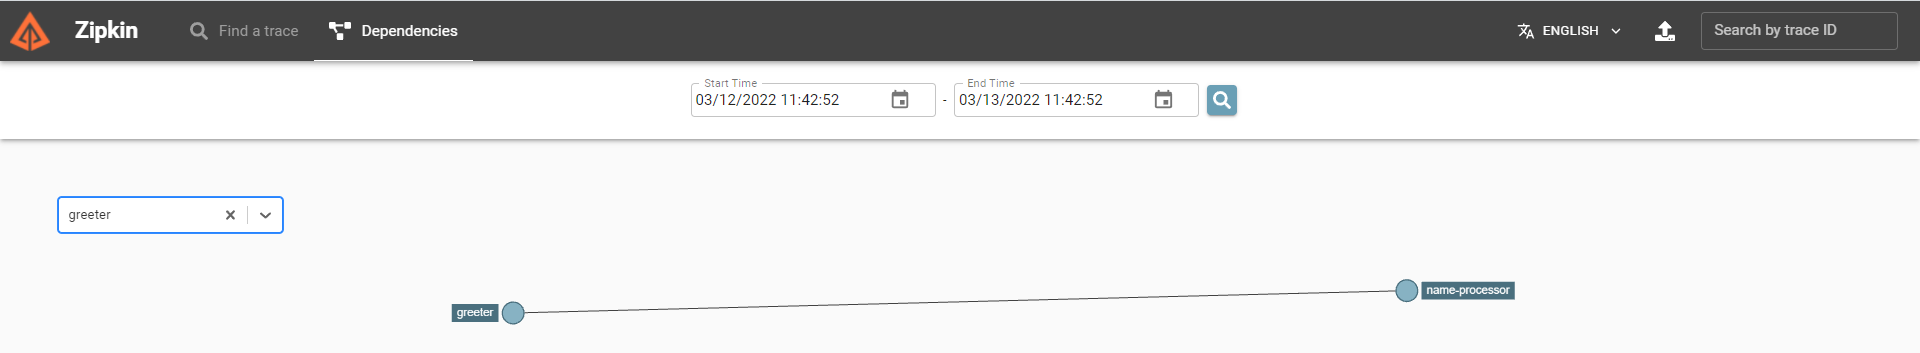 Zipkin
Find a trace
Dependencies
ENGLISH
Search by trace ID
Start Time
03/12/2022 11:42:52
-
End Time
03/13/2022 11:42:52
greeter
greeter
name-processor